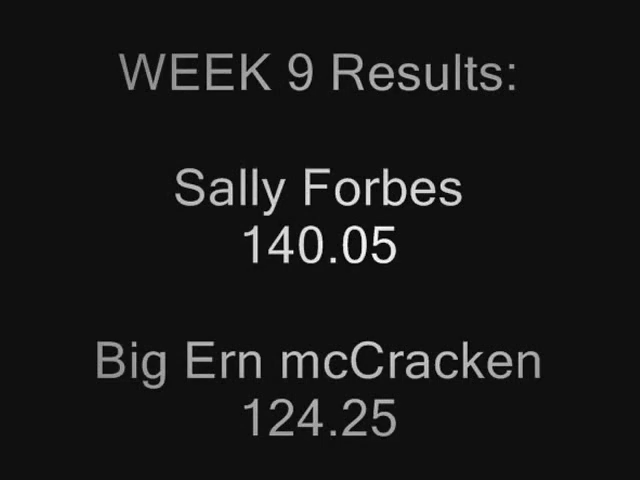 WEEK 9 Results:
Sally Forbes
140.05
Big Ern mcCracken
124.25